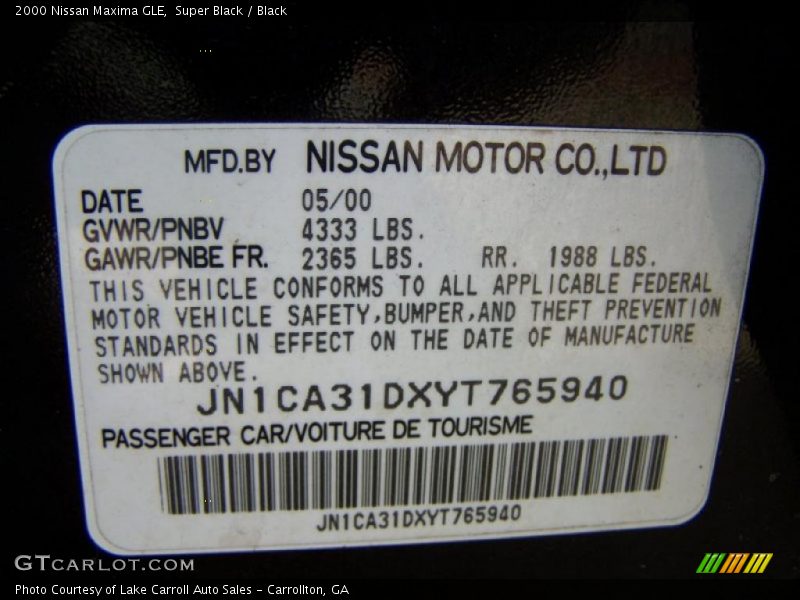 2000 Nissan Maxima GLE, Super Black / Black
MFD.BY NISSAN MOTOR CO.,LTD
DATE 05/00
GVWR/PNBV 4333 LBS.
GAWR/PNBE FR. 2365 LBS. RR. 1988 LBS.
THIS VEHICLE CONFORMS TO ALL APPLICABLE FEDERAL
MOTOR VEHICLE SAFETY,BUMPER,AND THEFT PREVENTION
STANDARDS IN EFFECT ON THE DATE OF MANUFACTURE
SHOWN ABOVE.
JN1CA31DXYT765940
PASSENGER CAR/VOITURE DE TOURISME
JN1CA31DXYT765940
GTCARLOT.COM
Photo Courtesy of Lake Carroll Auto Sales - Carrollton, GA